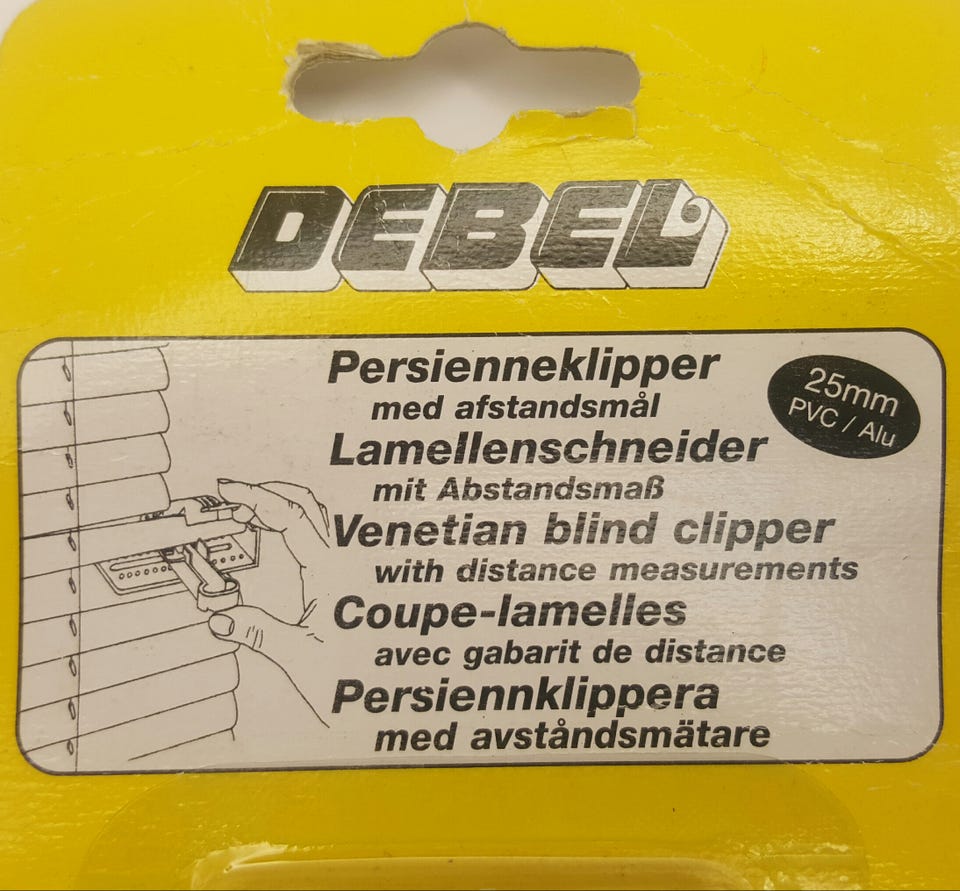 DEBEL
Persienneklipper
med afstandsmål
25mm
PVC / Alu
Lamellenschneider
mit Abstandsmaß
Venetian blind clipper
with distance measurements
Coupe-lamelles
avec gabarit de distance
Persiennklippera
med avståndsmätare